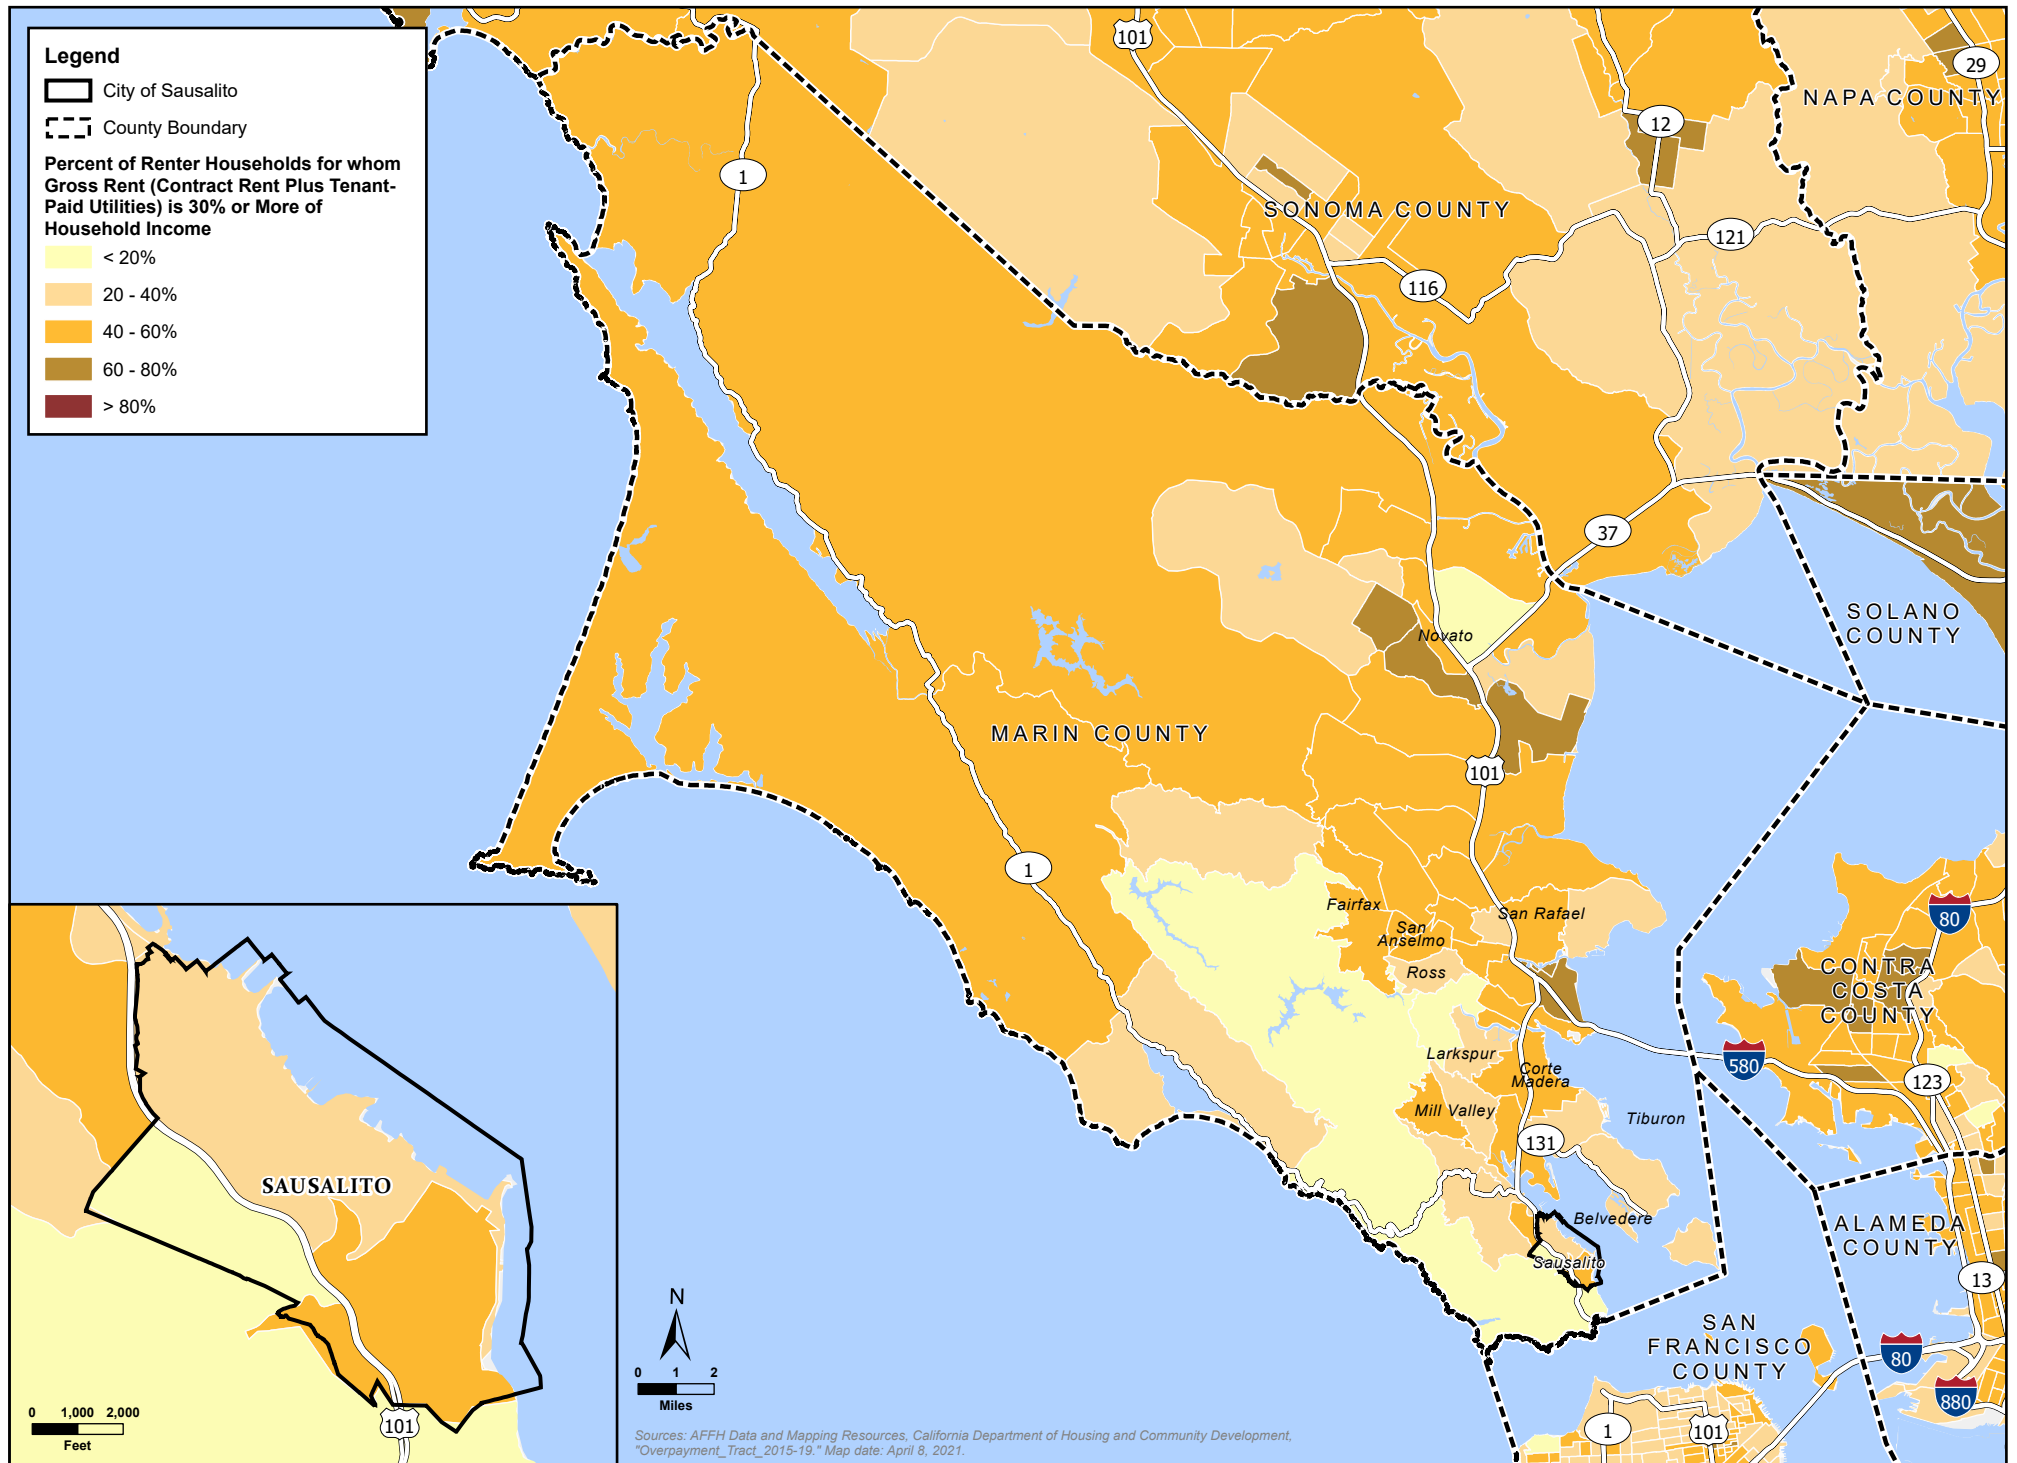 Legend
City of Sausalito
County Boundary
Percent of Renter Households for whom
Gross Rent (Contract Rent Plus Tenant-
Paid Utilities) is 30% or More of
Household Income
< 20%
20 - 40%
40 - 60%
60 - 80%
> 80%
101
29
NAPA COUNTY
12
1
SONOMA COUNTY
121
116
37
SOLANO
COUNTY
Novato
MARIN COUNTY
101
1
Fairfax
San
Anselmo
San Rafael
Ross
80
CONTRA
COSTA
COUNTY
Larkspur
Corte
Madera
580
123
Mill Valley
Tiburon
131
Belvedere
Sausalito
ALAMEDA
COUNTY
13
SAN
FRANCISCO
COUNTY
80
880
1
101
SAUSALITO
101
0 1,000 2,000
Feet
N
0 1 2
Miles
Sources: AFFH Data and Mapping Resources, California Department of Housing and Community Development,
"Overpayment_Tract_2015-19." Map date: April 8, 2021.